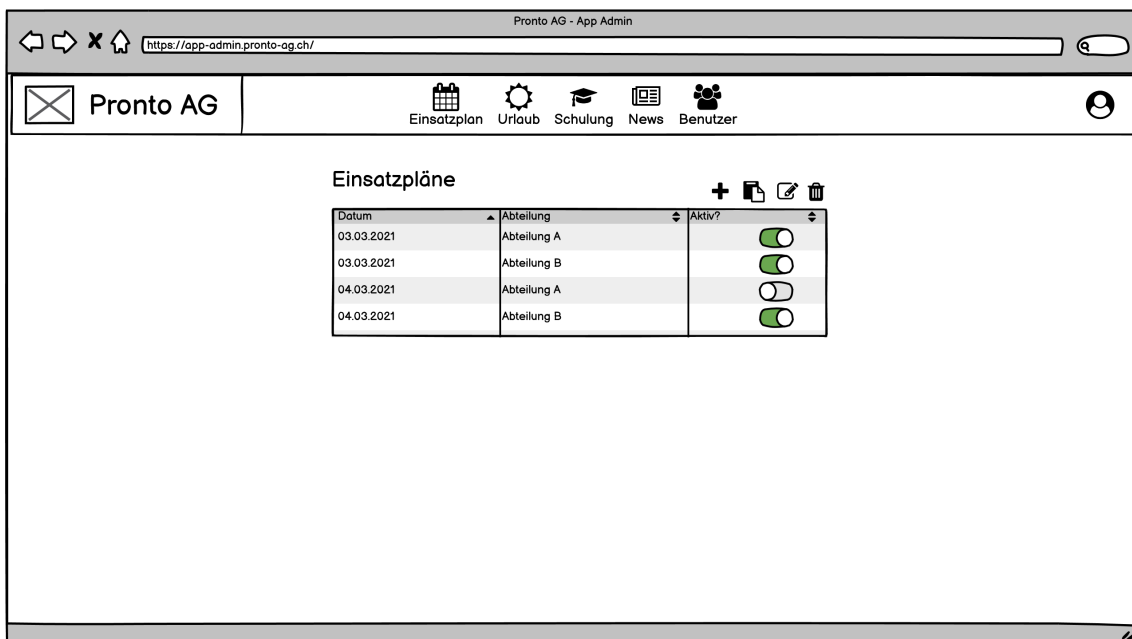 Pronto AG - App Admin
https://app-admin.pronto-ag.ch/
Pronto AG
Einsatzplan Urlaub Schulung News Benutzer
Einsatzpläne
Datum Abteilung Aktiv?
03.03.2021 Abteilung A
03.03.2021 Abteilung B
04.03.2021 Abteilung A
04.03.2021 Abteilung B